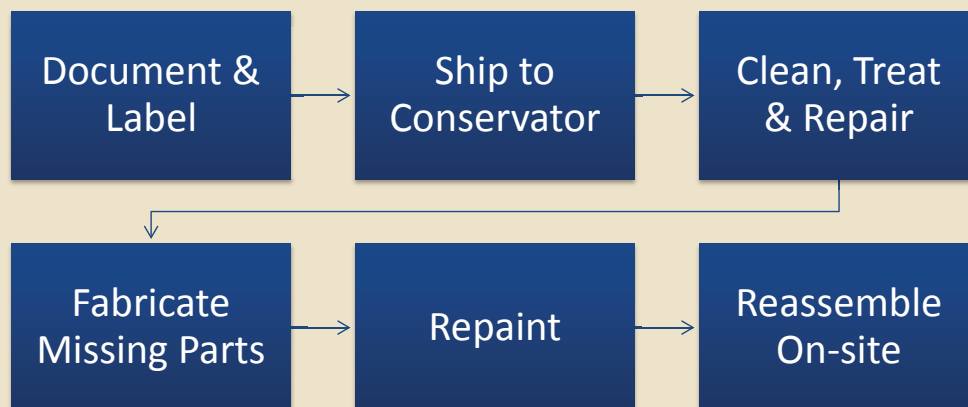 Document &
Label
Ship to
Conservator
Clean, Treat
& Repair
Fabricate
Missing Parts
Repaint
Reassemble
On-site